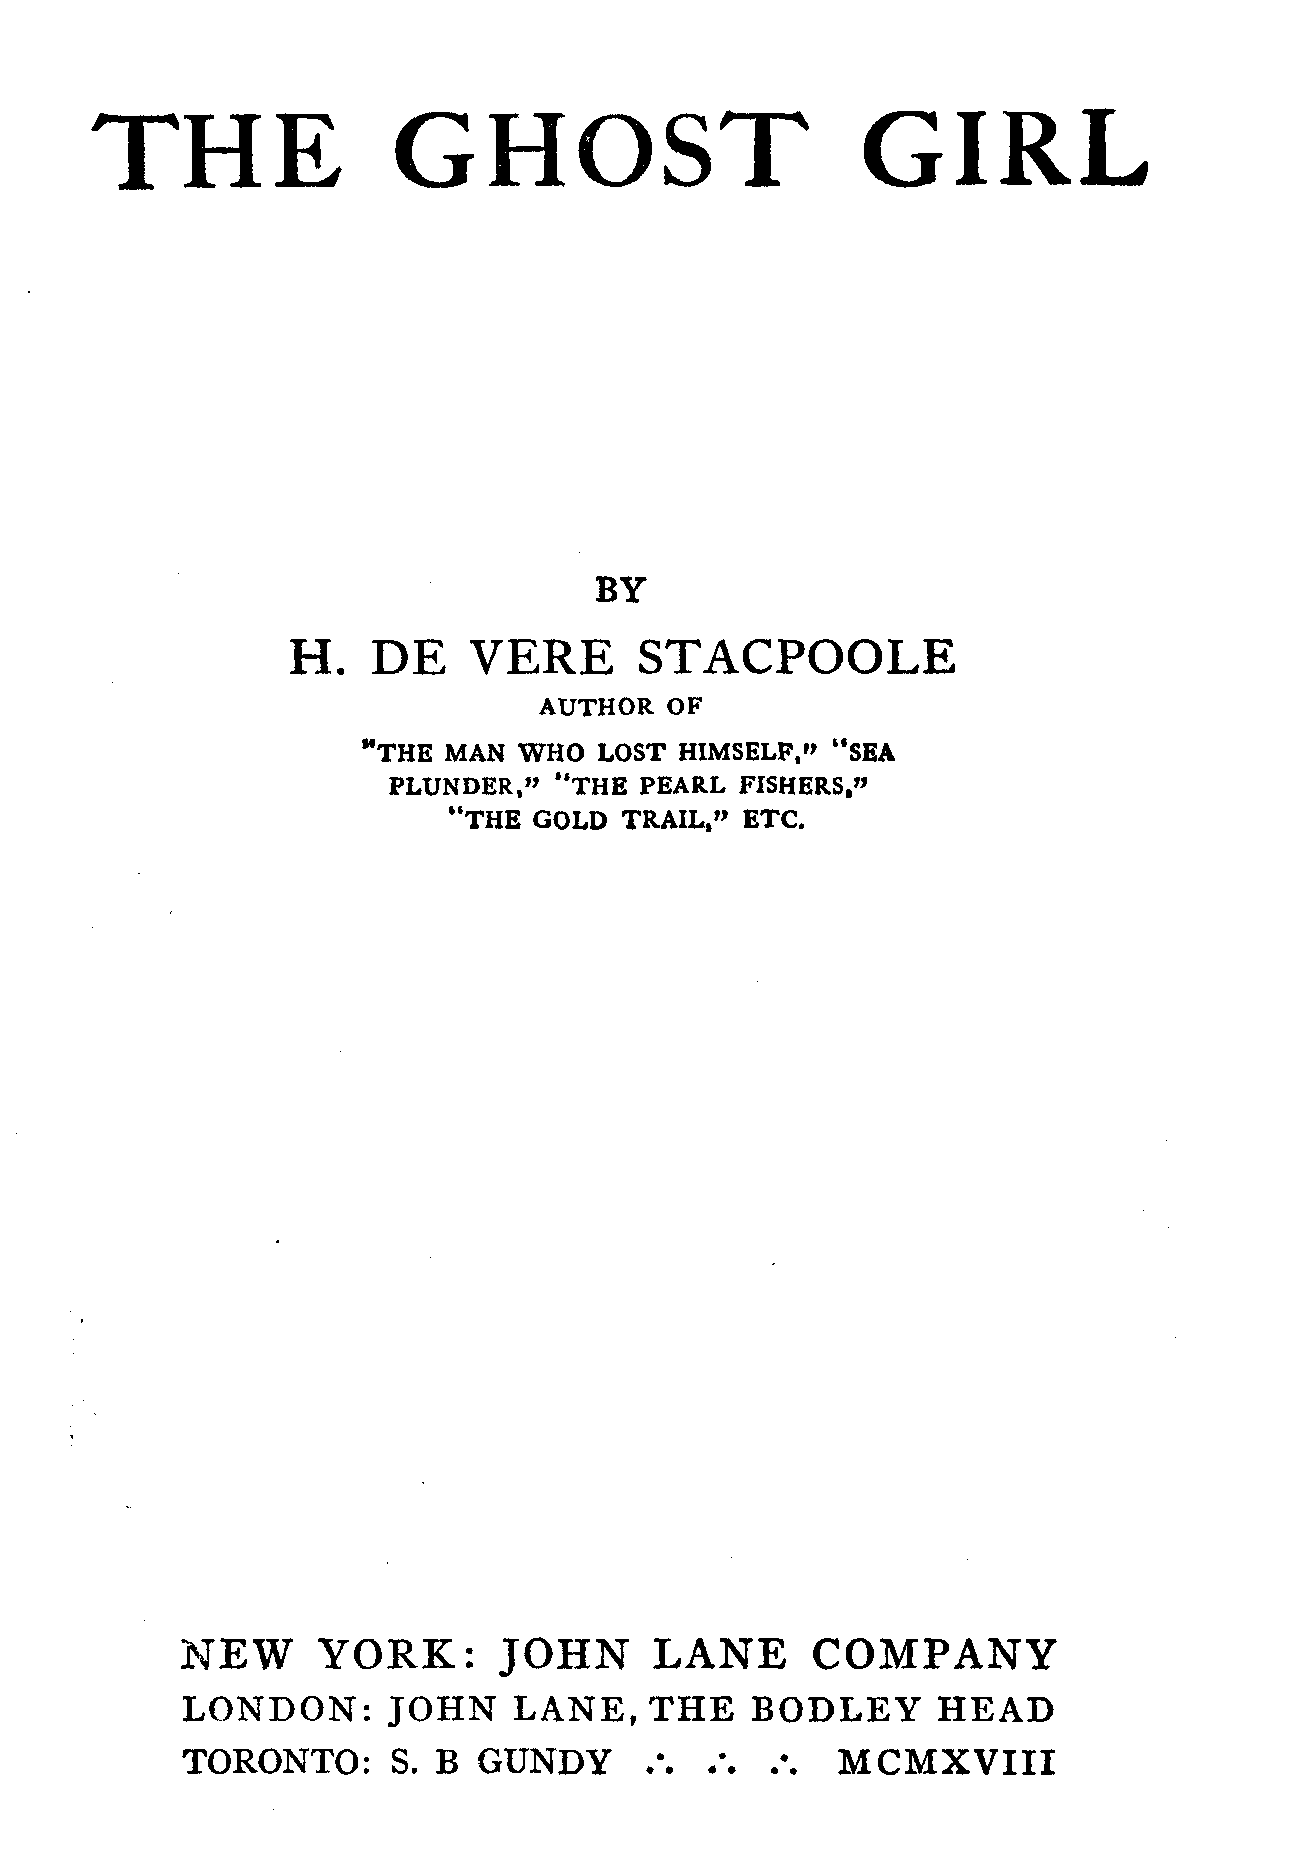 THE GHOST GIRL
BY
H. DE VERE STACPOOLE
AUTHOR OF
"THE MAN WHO LOST HIMSELF," "SEA
PLUNDER," "THE PEARL FISHERS,"
"THE GOLD TRAIL," ETC.
NEW YORK: JOHN LANE COMPANY
LONDON: JOHN LANE, THE BODLEY HEAD
TORONTO: S. B GUNDY ∴ ∴ ∴ MCMXVIII